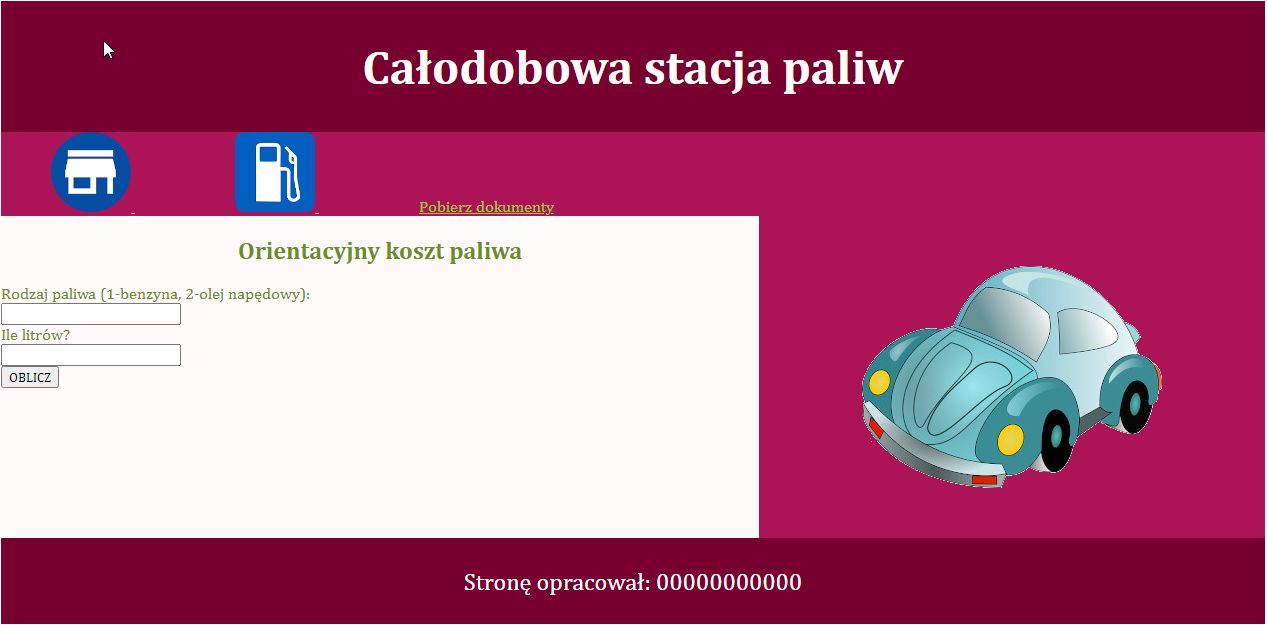 Całodobowa stacja paliw
Pobierz dokumenty
Orientacyjny koszt paliwa
Rodzaj paliwa (1-benzyna, 2-olej napędowy):
Ile litrów?
OBLICZ
Stronę opracował: 00000000000